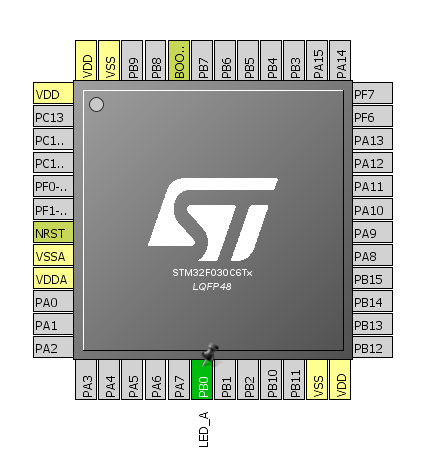 VDD
VSS
PB9
PB8
BOO..
PB7
PB6
PB5
PB4
PB3
PA15
PA14
VDD
PF7
PC13
PF6
PC1..
PA13
PC1..
PA12
PF0-..
PA11
PF1-..
PA10
NRST
PA9
VSSA
PA8
VDDA
PB15
PA0
PB14
PA1
PB13
PA2
PB12
ST
STM32F030C6Tx
LQFP48
PA3
PA4
PA5
PA6
PA7
PB0
PB1
PB2
PB10
PB11
VSS
VDD
LED_A